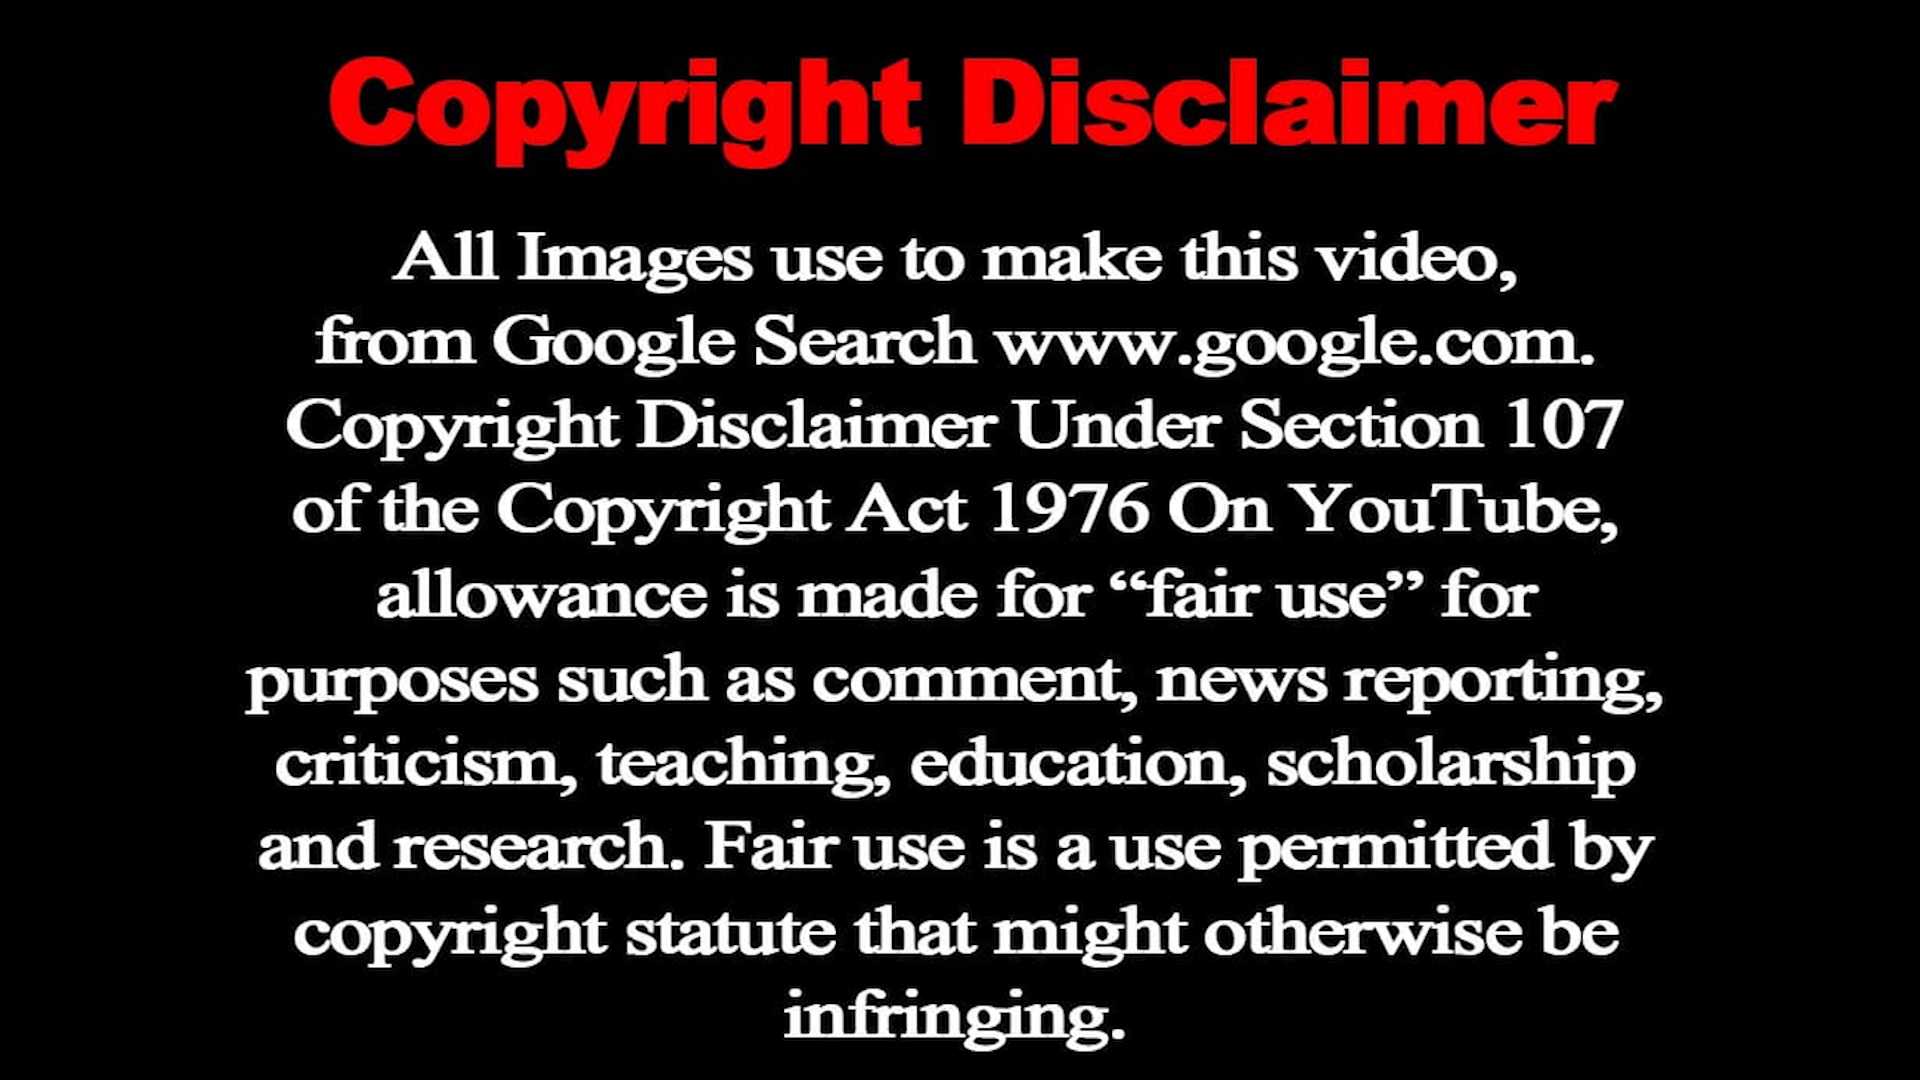 Copyright Disclaimer
All Images use to make this video,
from Google Search www.google.com.
Copyright Disclaimer Under Section 107
of the Copyright Act 1976 On YouTube,
allowance is made for “fair use” for
purposes such as comment, news reporting,
criticism, teaching, education, scholarship
and research. Fair use is a use permitted by
copyright statute that might otherwise be
infringing.